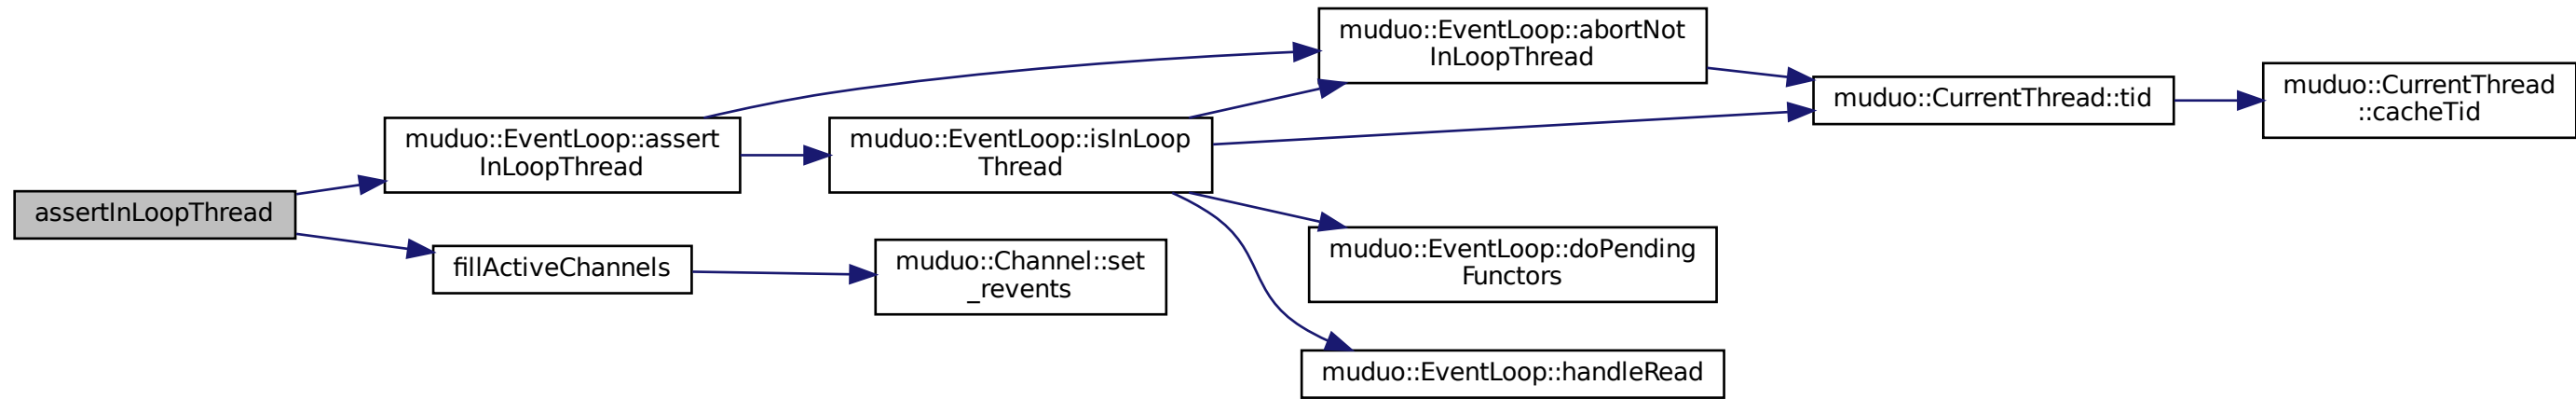 assertInLoopThread
muduo::EventLoop::assert
InLoopThread
fillActiveChannels
muduo::EventLoop::isInLoop
Thread
muduo::Channel::set
_revents
muduo::EventLoop::abortNot
InLoopThread
muduo::EventLoop::doPending
Functors
muduo::EventLoop::handleRead
muduo::CurrentThread::tid
muduo::CurrentThread
::cacheTid